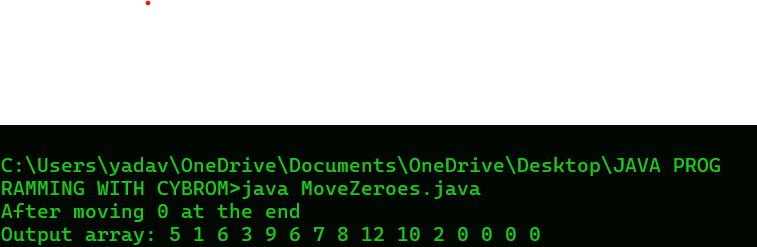 C:\Users\yadav\OneDrive\Documents\OneDrive\Desktop\JAVA PROG
RAMMING WITH CYBROM>java MoveZeroes.java
After moving 0 at the end
Output array: 5 1 6 3 9 6 7 8 12 10 2 0 0 0 0